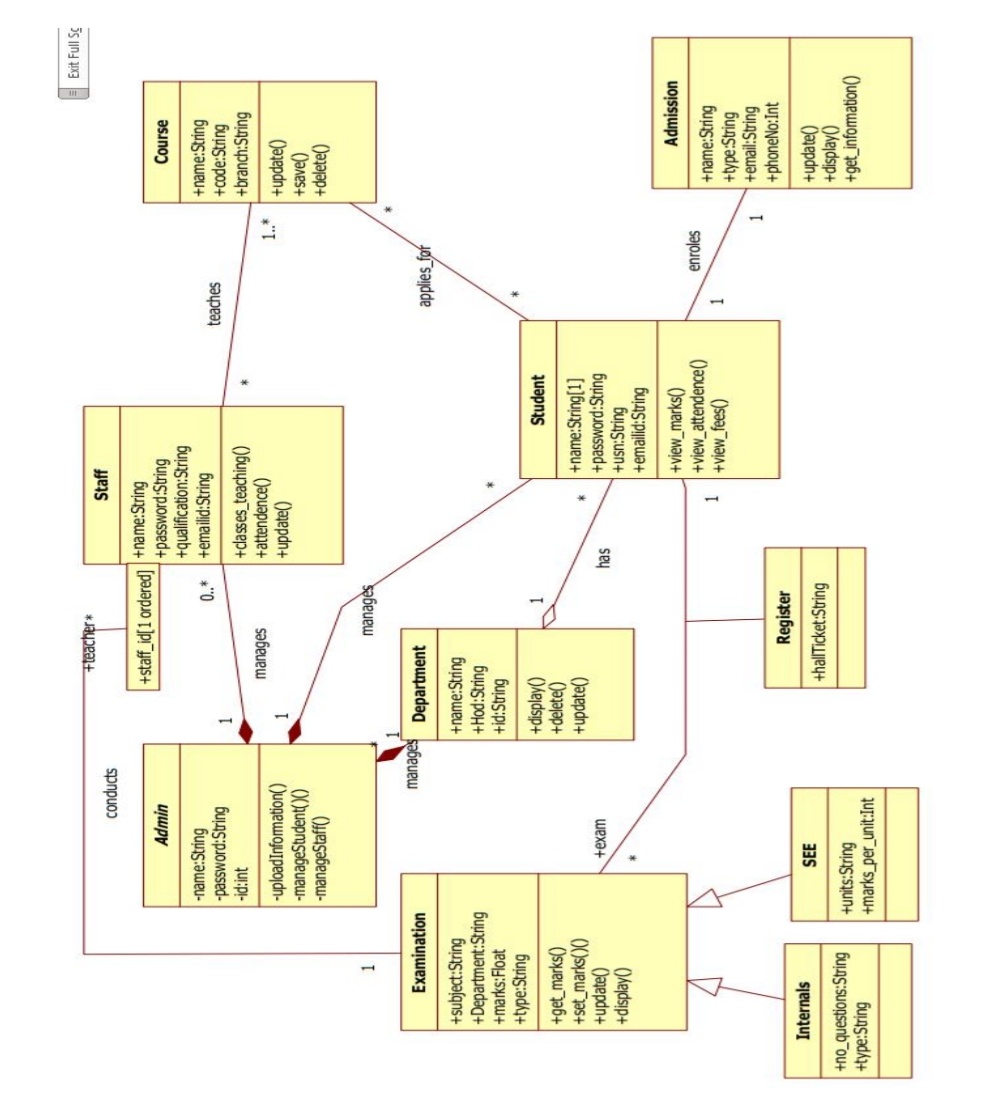 Exit Full Sc
Admin
-name:String
-password:String
-id:int
-uploadInformation()
-manageStudent()()
-manageStaff()
Staff
+name:String
+password:String
+qualification:String
+emailid:String
+classes_teaching()
+attendence()
+update()
+staff_id[1 ordered]
Course
+name:String
+code:String
+branch:String
+update()
+save()
+delete()
+teacher*
conducts
1
0..*
manages
1
teaches
*
1..*
1
manages
*
*
1
manages
applies_for
*
*
Examination
+subject:String
+Department:String
+marks:Float
+type:String
+get_marks()
+set_marks()()
+update()
+display()
Department
+name:String
+Hod:String
+id:String
+display()
+delete()
+update()
1
has
*
Student
+name:String[1]
+password:String
+usn:String
+emailid:String
+view_marks()
+view_attendence()
+view_fees()
Admission
+name:String
+type:String
+email:String
+phoneNo:Int
+update()
+display()
+get_information()
+exam
*
1
1
enroles
1
Internals
+no_questions:String
+type:String
SEE
+units:String
+marks_per_unit:Int
Register
+hallTicket:String